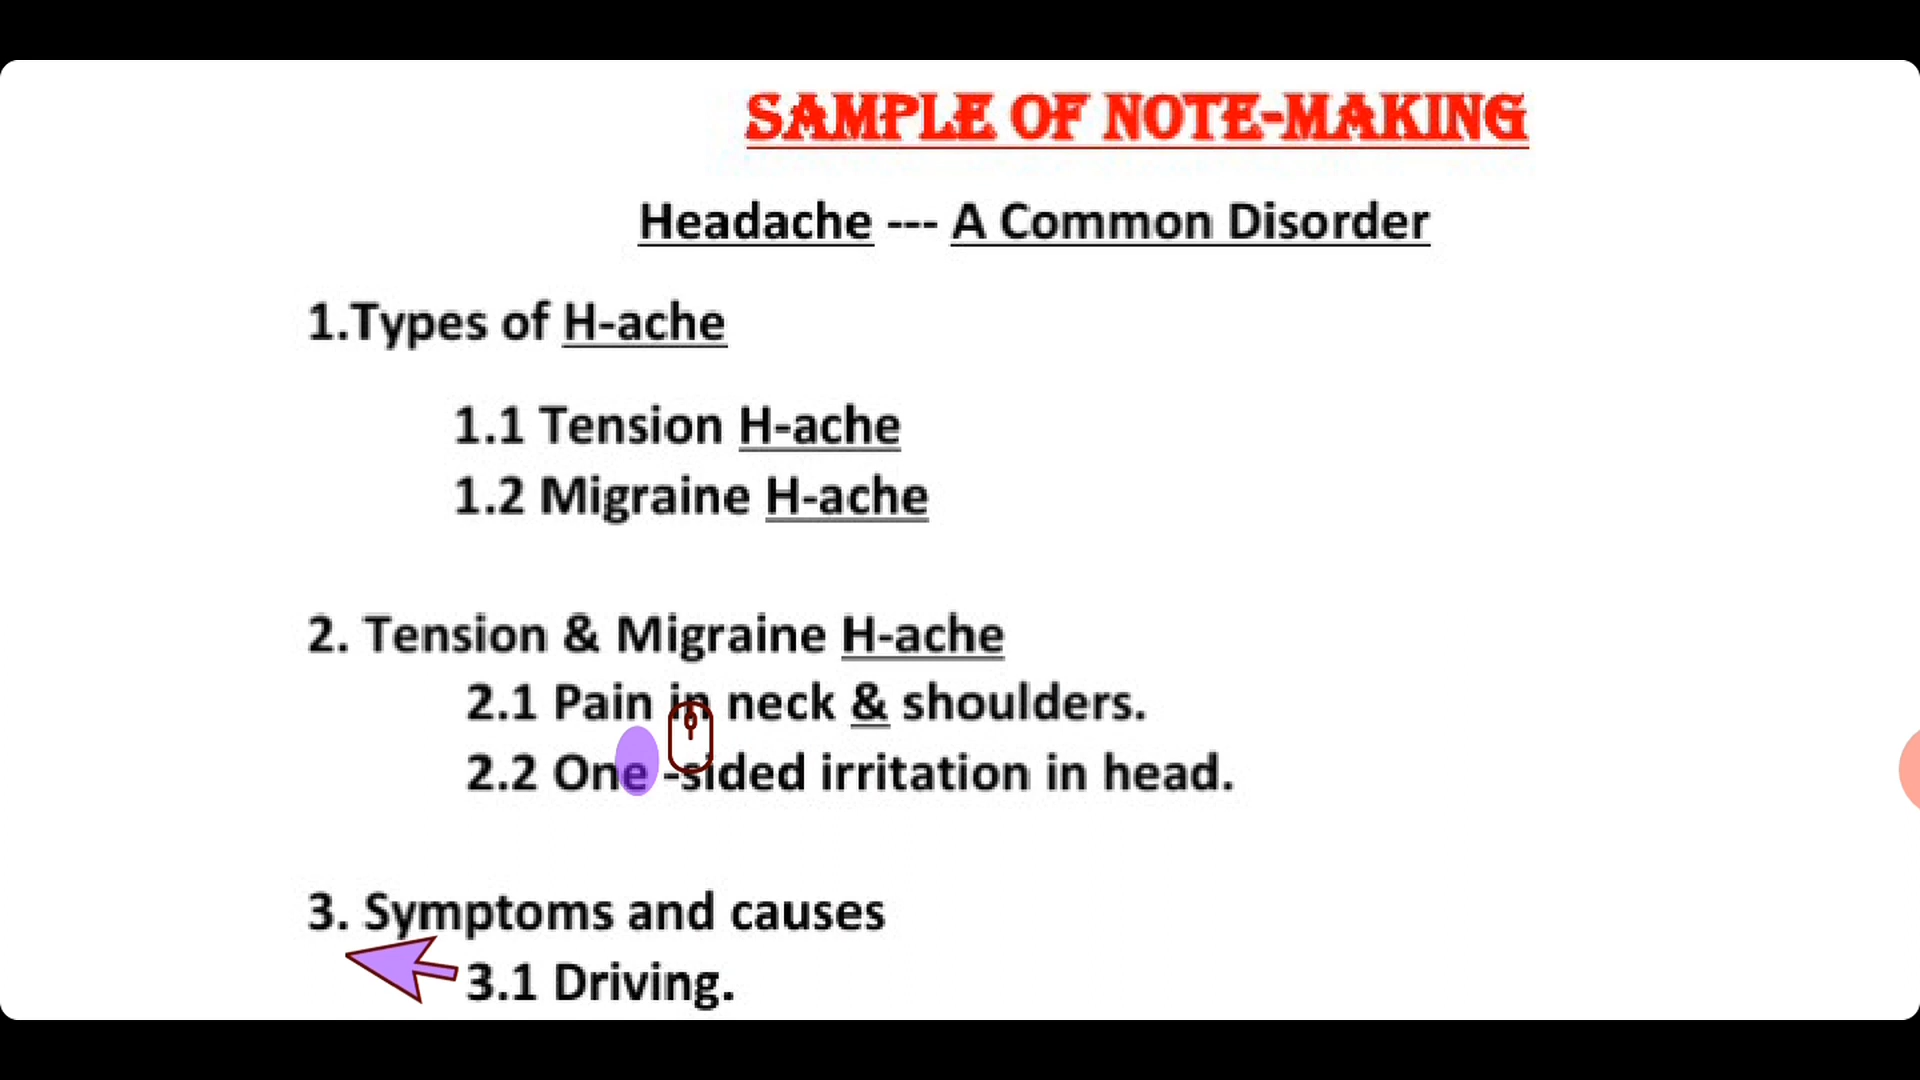 SAMPLE OF NOTE-MAKING
Headache --- A Common Disorder
1.Types of H-ache
1.1 Tension H-ache
1.2 Migraine H-ache
2. Tension & Migraine H-ache
2.1 Pain in neck & shoulders.
2.2 One -sided irritation in head.
3. Symptoms and causes
3.1 Driving.